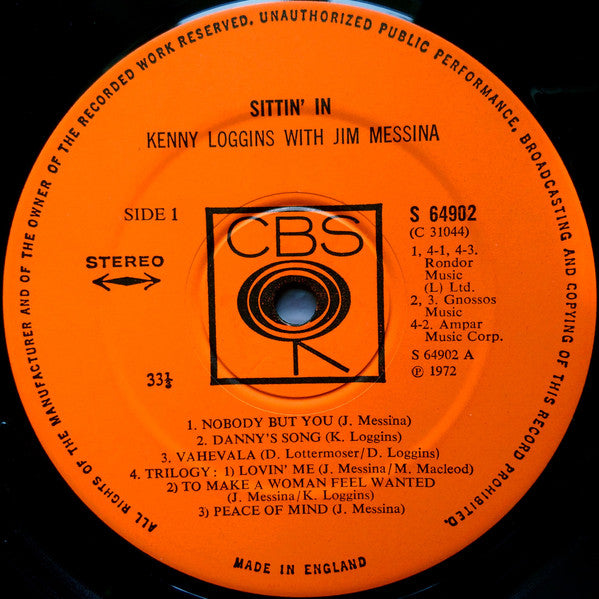 ALL RIGHTS OF THE MANUFACTURER AND OF THE OWNER OF THE RECORDED WORK RESERVED. UNAUTHORIZED PUBLIC PERFORMANCE, BROADCASTING AND COPYING OF THIS RECORD PROHIBITED.
SITTIN' IN
KENNY LOGGINS WITH JIM MESSINA
SIDE 1
STEREO
33⅓
CBS
S 64902
(C 31044)
1, 4-1, 4-3.
Rondor
Music
(L) Ltd.
2, 3. Gnossos
Music
4-2. Ampar
Music Corp.
S 64902 A
Ⓟ 1972
1. NOBODY BUT YOU (J. Messina)
2. DANNY'S SONG (K. Loggins)
3. VAHEVALA (D. Lottermoser/D. Loggins)
4. TRILOGY: 1) LOVIN' ME (J. Messina/M. Macleod)
2) TO MAKE A WOMAN FEEL WANTED
(J. Messina/K. Loggins)
3) PEACE OF MIND (J. Messina)
MADE IN ENGLAND